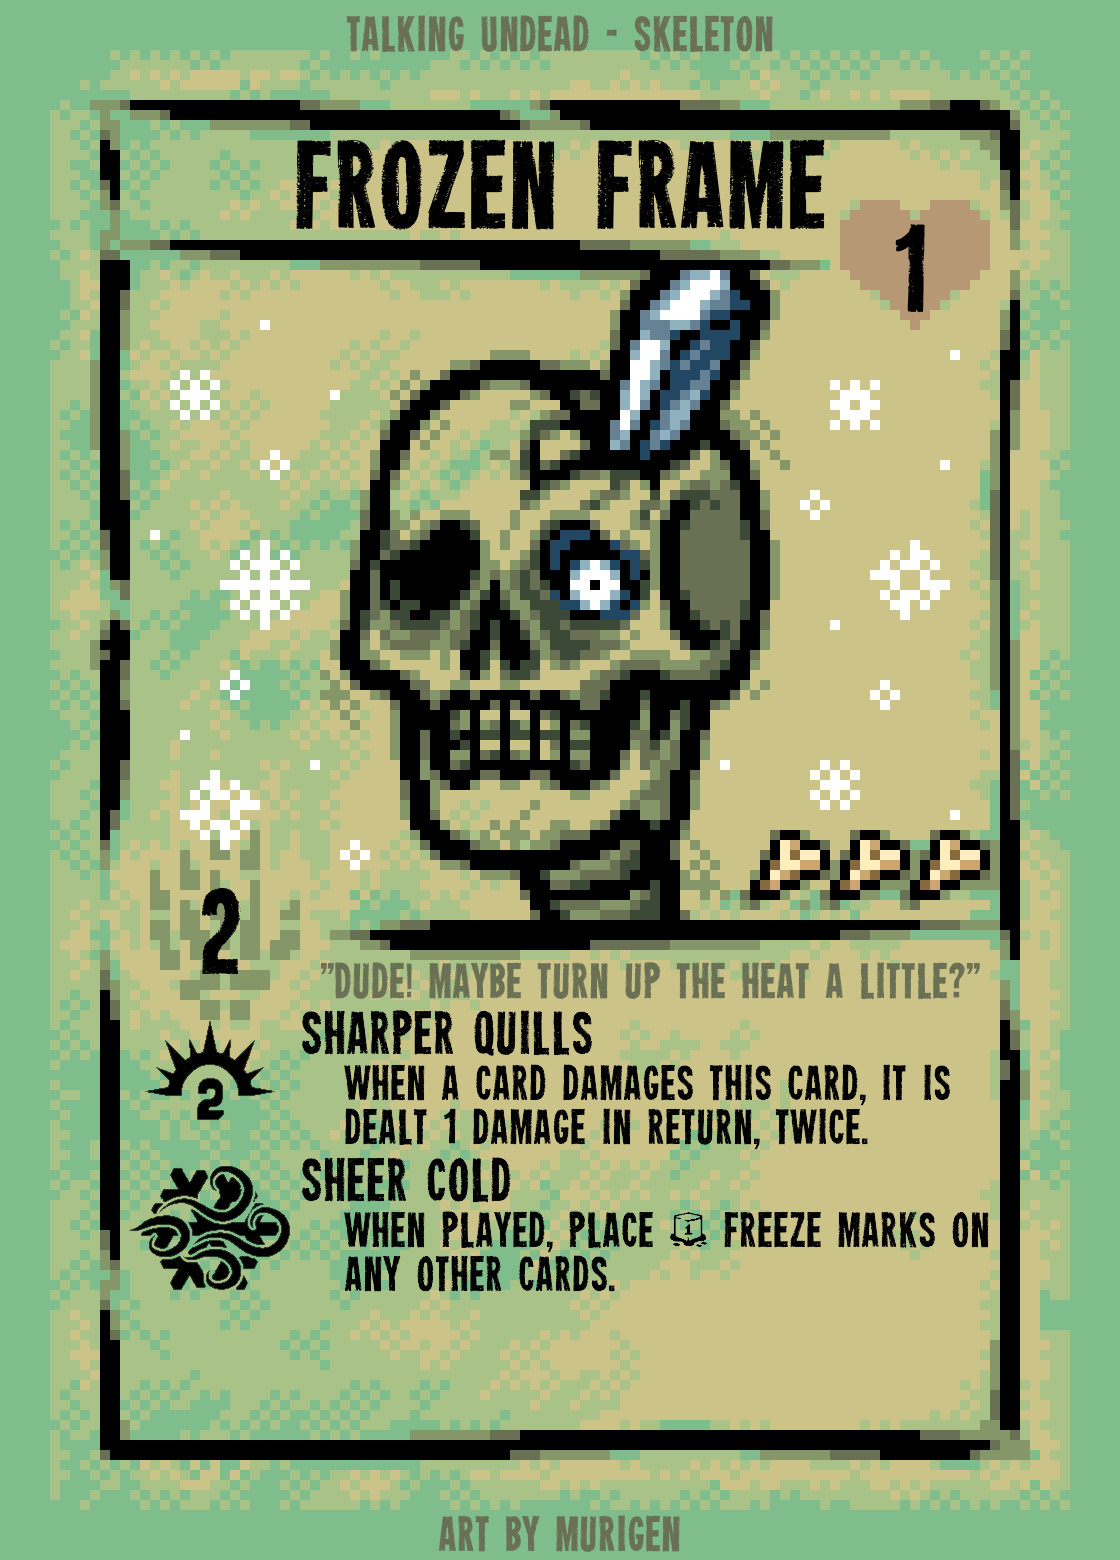 TALKING UNDEAD - SKELETON
FROZEN FRAME
1
2
"DUDE! MAYBE TURN UP THE HEAT A LITTLE?"
SHARPER QUILLS
2
WHEN A CARD DAMAGES THIS CARD, IT IS
DEALT 1 DAMAGE IN RETURN, TWICE.
SHEER COLD
WHEN PLAYED, PLACE 1 FREEZE MARKS ON
ANY OTHER CARDS.
ART BY MURIGEN